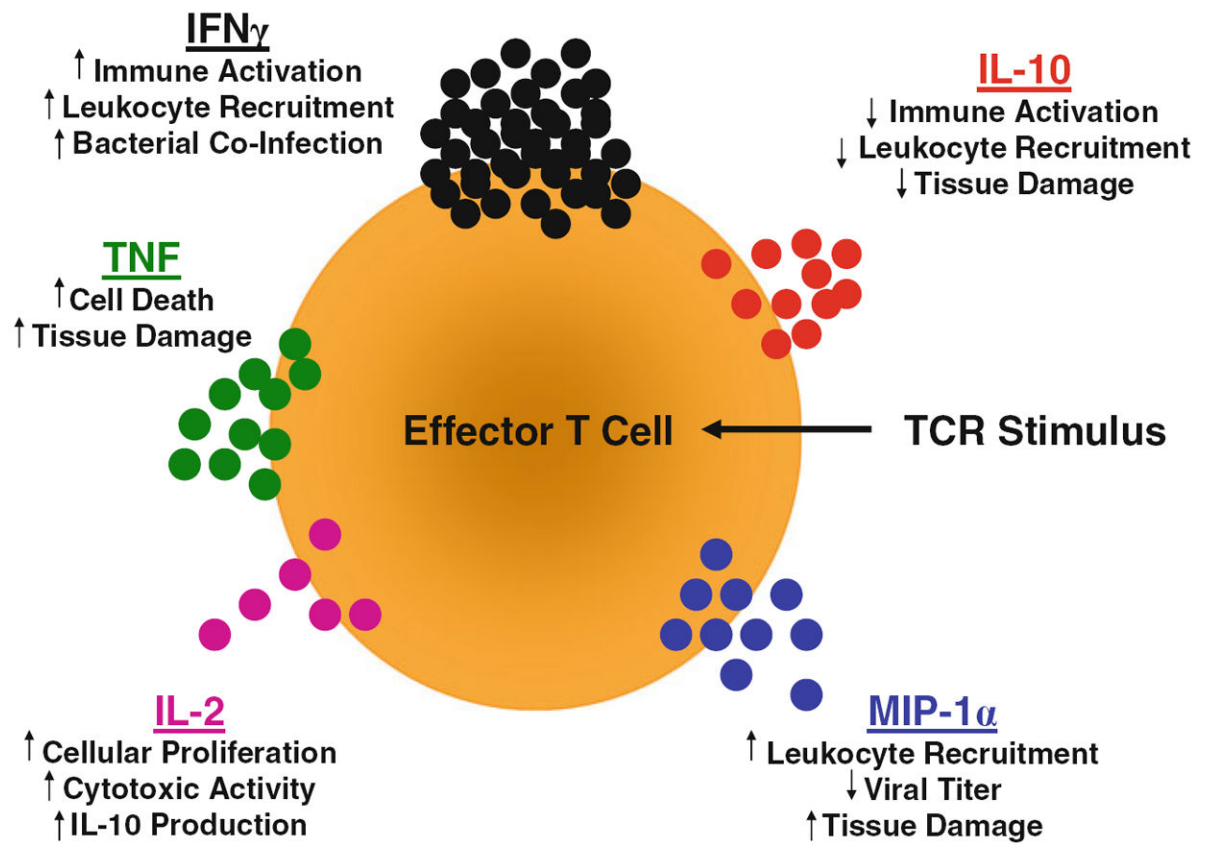 IFNγ
↑ Immune Activation
↑ Leukocyte Recruitment
↑ Bacterial Co-Infection
IL-10
↓ Immune Activation
↓ Leukocyte Recruitment
↓ Tissue Damage
TNF
↑ Cell Death
↑ Tissue Damage
Effector T Cell
TCR Stimulus
IL-2
↑ Cellular Proliferation
↑ Cytotoxic Activity
↑ IL-10 Production
MIP-1α
↑ Leukocyte Recruitment
↓ Viral Titer
↑ Tissue Damage